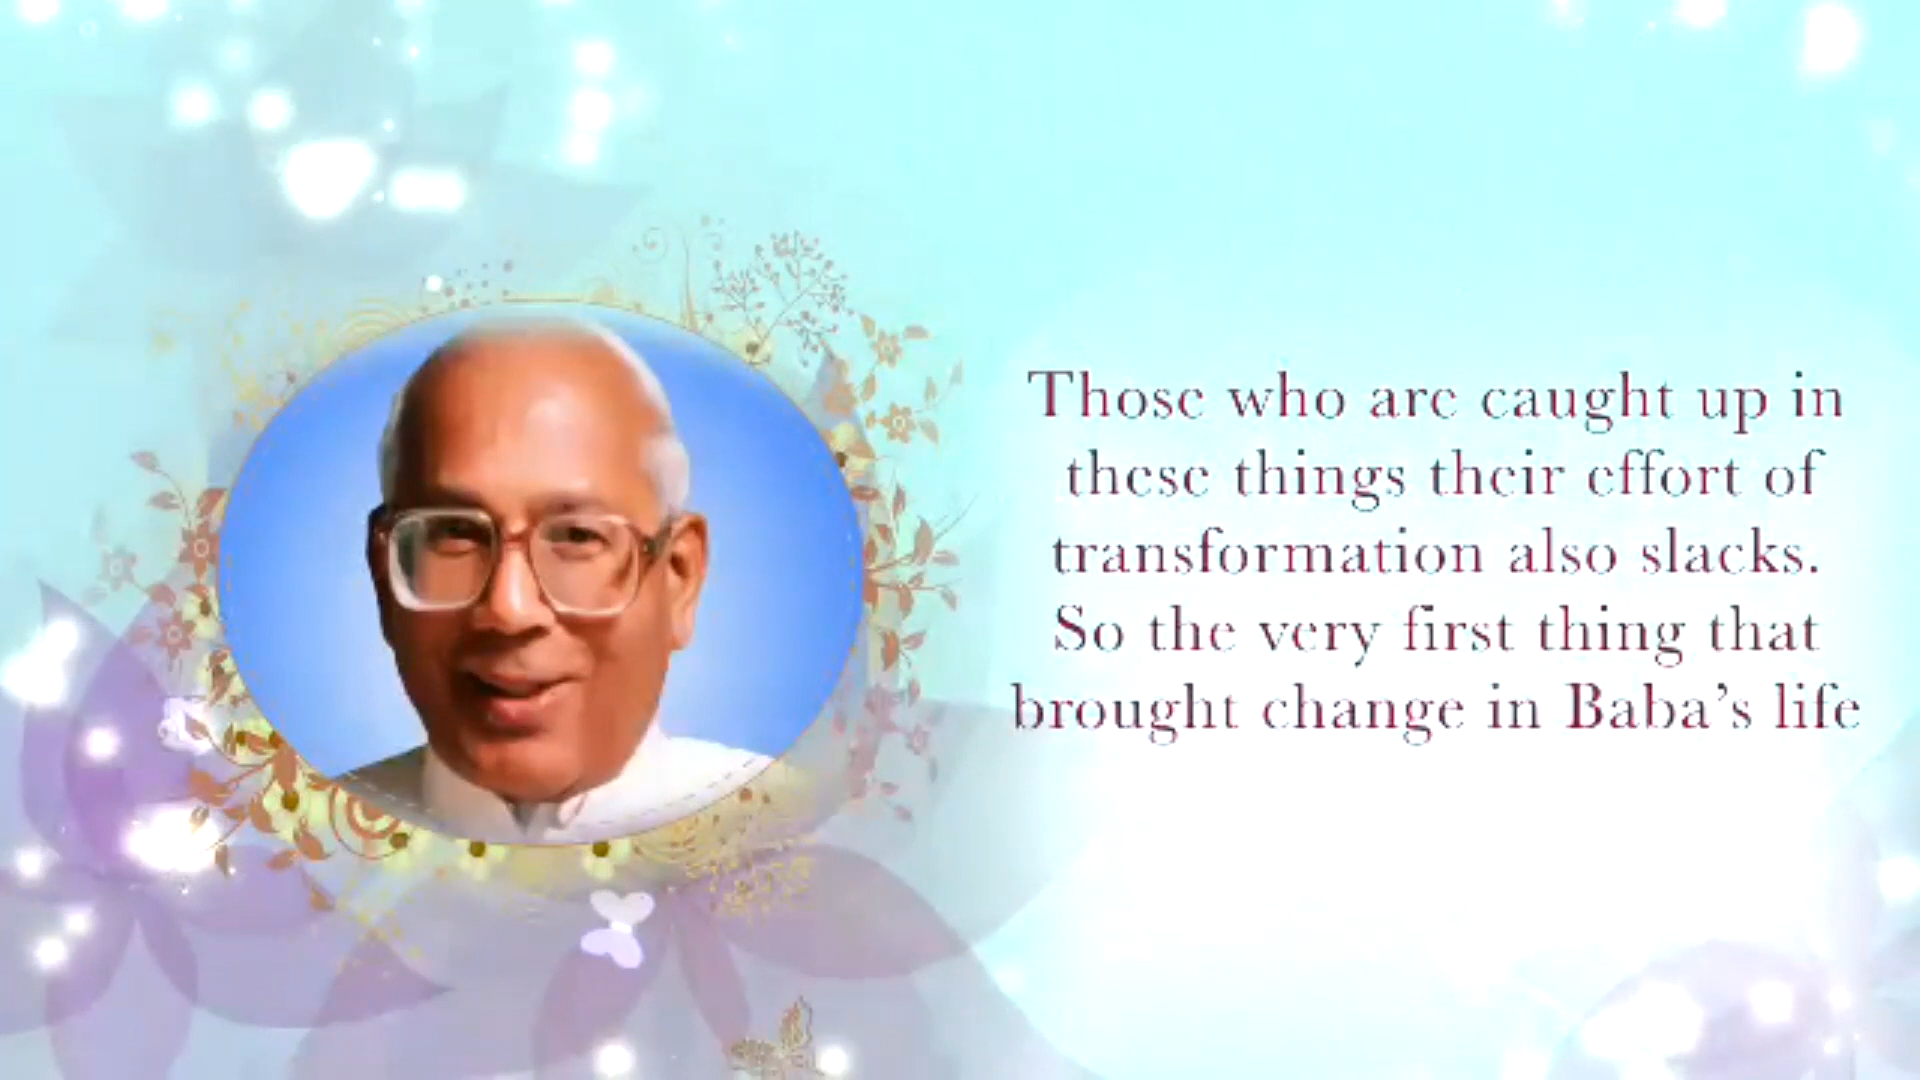 Those who are caught up in
these things their effort of
transformation also slacks.
So the very first thing that
brought change in Baba's life